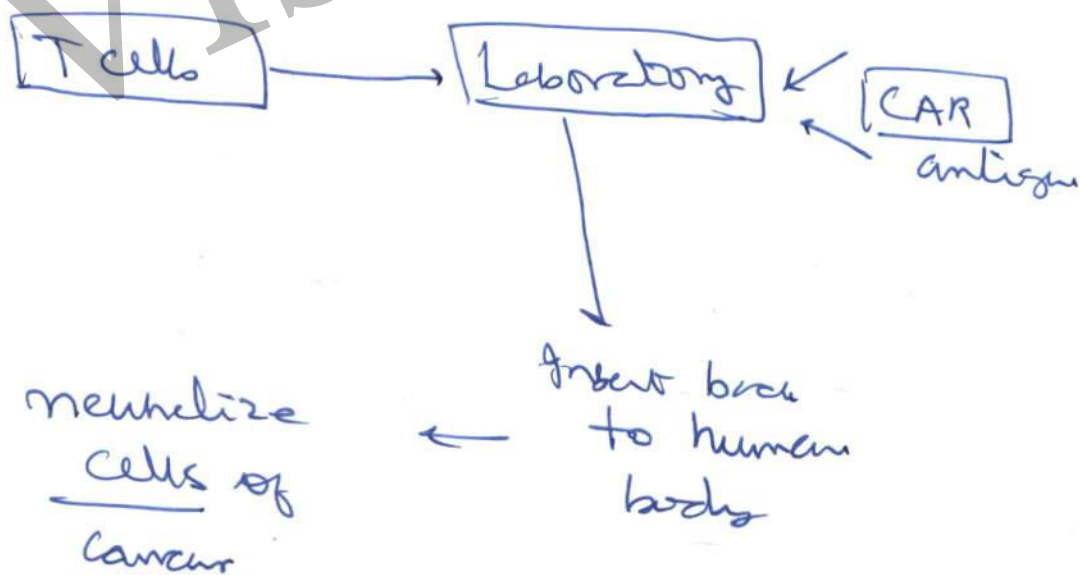 T cells
Laboratory
CAR
antigen
Insert back
to human
body
neutralize
cells of
cancer